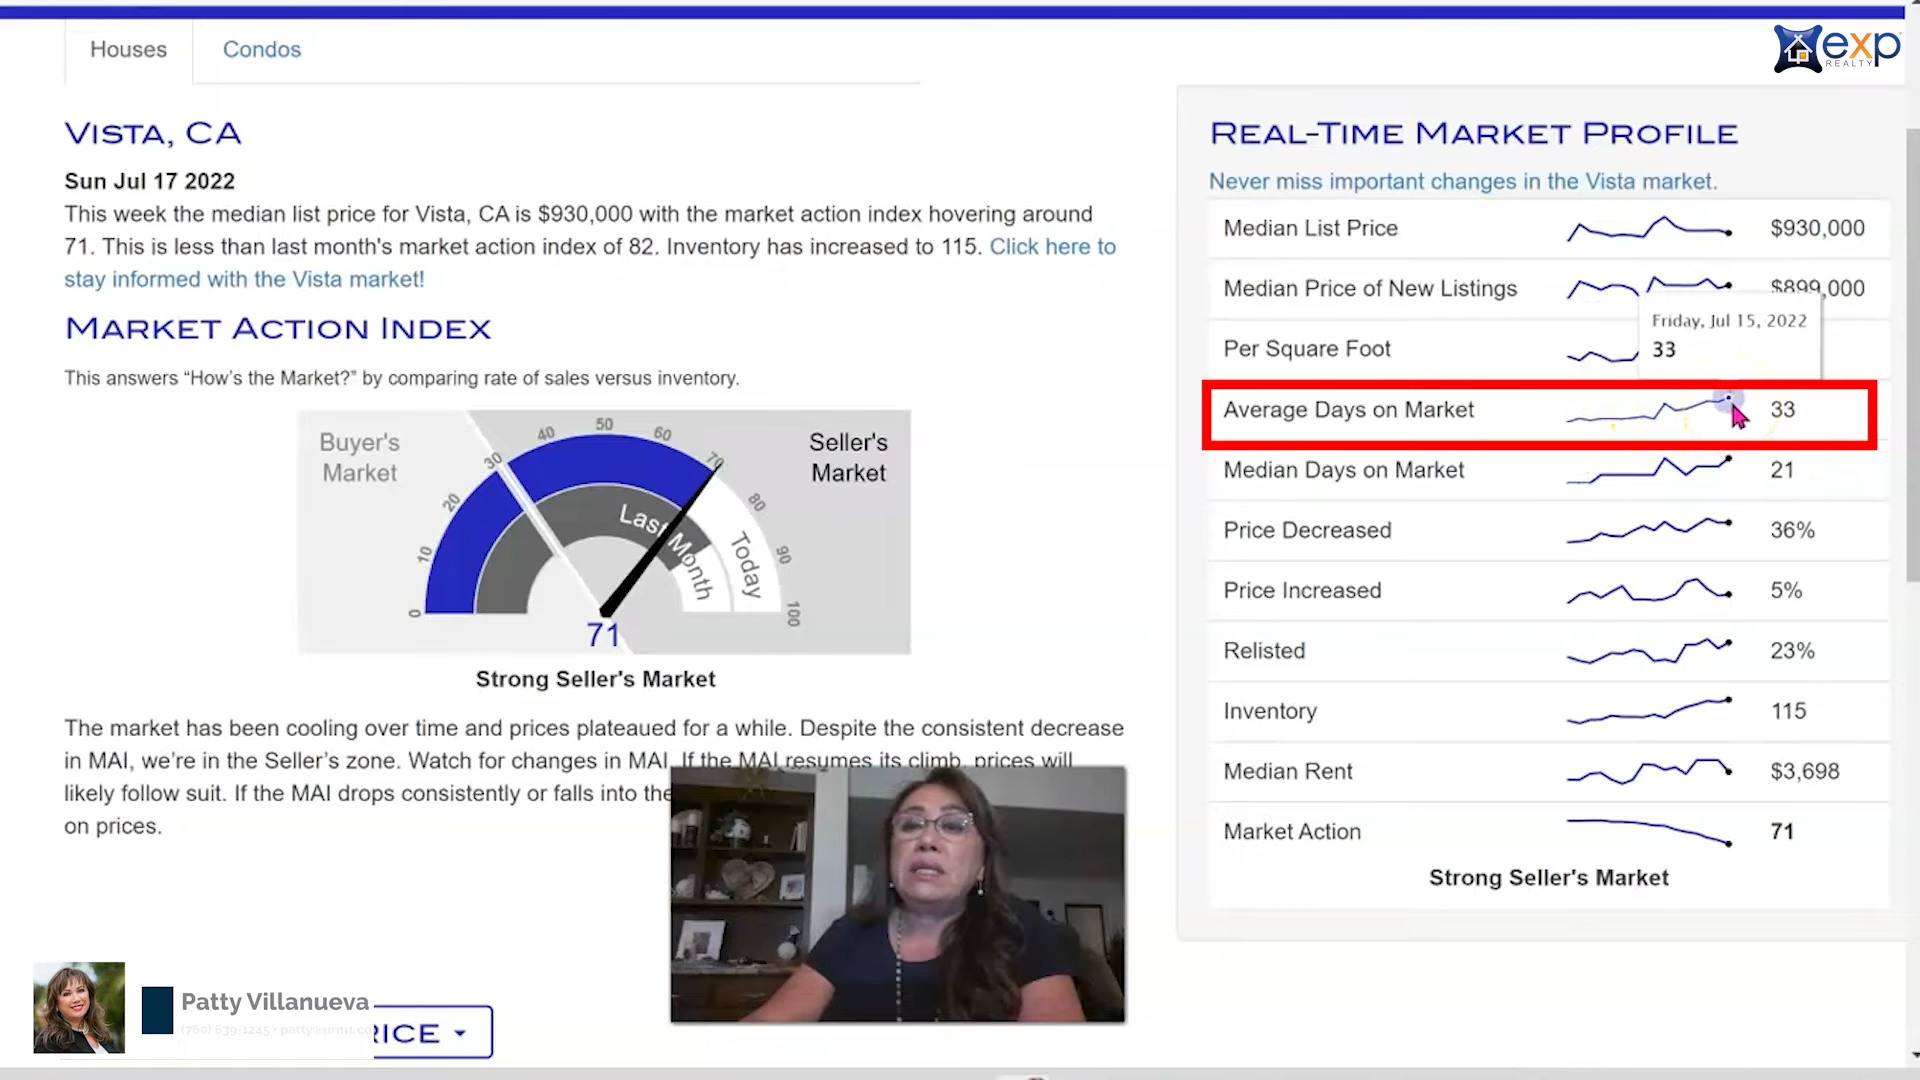 Houses
Condos
exp
REALTY
VISTA, CA
Sun Jul 17 2022
This week the median list price for Vista, CA is $930,000 with the market action index hovering around
71. This is less than last month's market action index of 82. Inventory has increased to 115. Click here to
stay informed with the Vista market!
MARKET ACTION INDEX
This answers “How’s the Market?” by comparing rate of sales versus inventory.
Buyer's
Market
Seller's
Market
0
10
20
30
40
50
60
70
80
90
100
Last Month
Today
71
Strong Seller's Market
The market has been cooling over time and prices plateaued for a while. Despite the consistent decrease
in MAI, we’re in the Seller’s zone. Watch for changes in MAI. If the MAI resumes its climb, prices will
likely follow suit. If the MAI drops consistently or falls into the
on prices.
REAL-TIME MARKET PROFILE
Never miss important changes in the Vista market.
Median List Price $930,000
Median Price of New Listings $899,000
Friday, Jul 15, 2022
33
Per Square Foot
Average Days on Market 33
Median Days on Market 21
Price Decreased 36%
Price Increased 5%
Relisted 23%
Inventory 115
Median Rent $3,698
Market Action 71
Strong Seller's Market
Patty Villanueva
(760) 639-1245
RICE